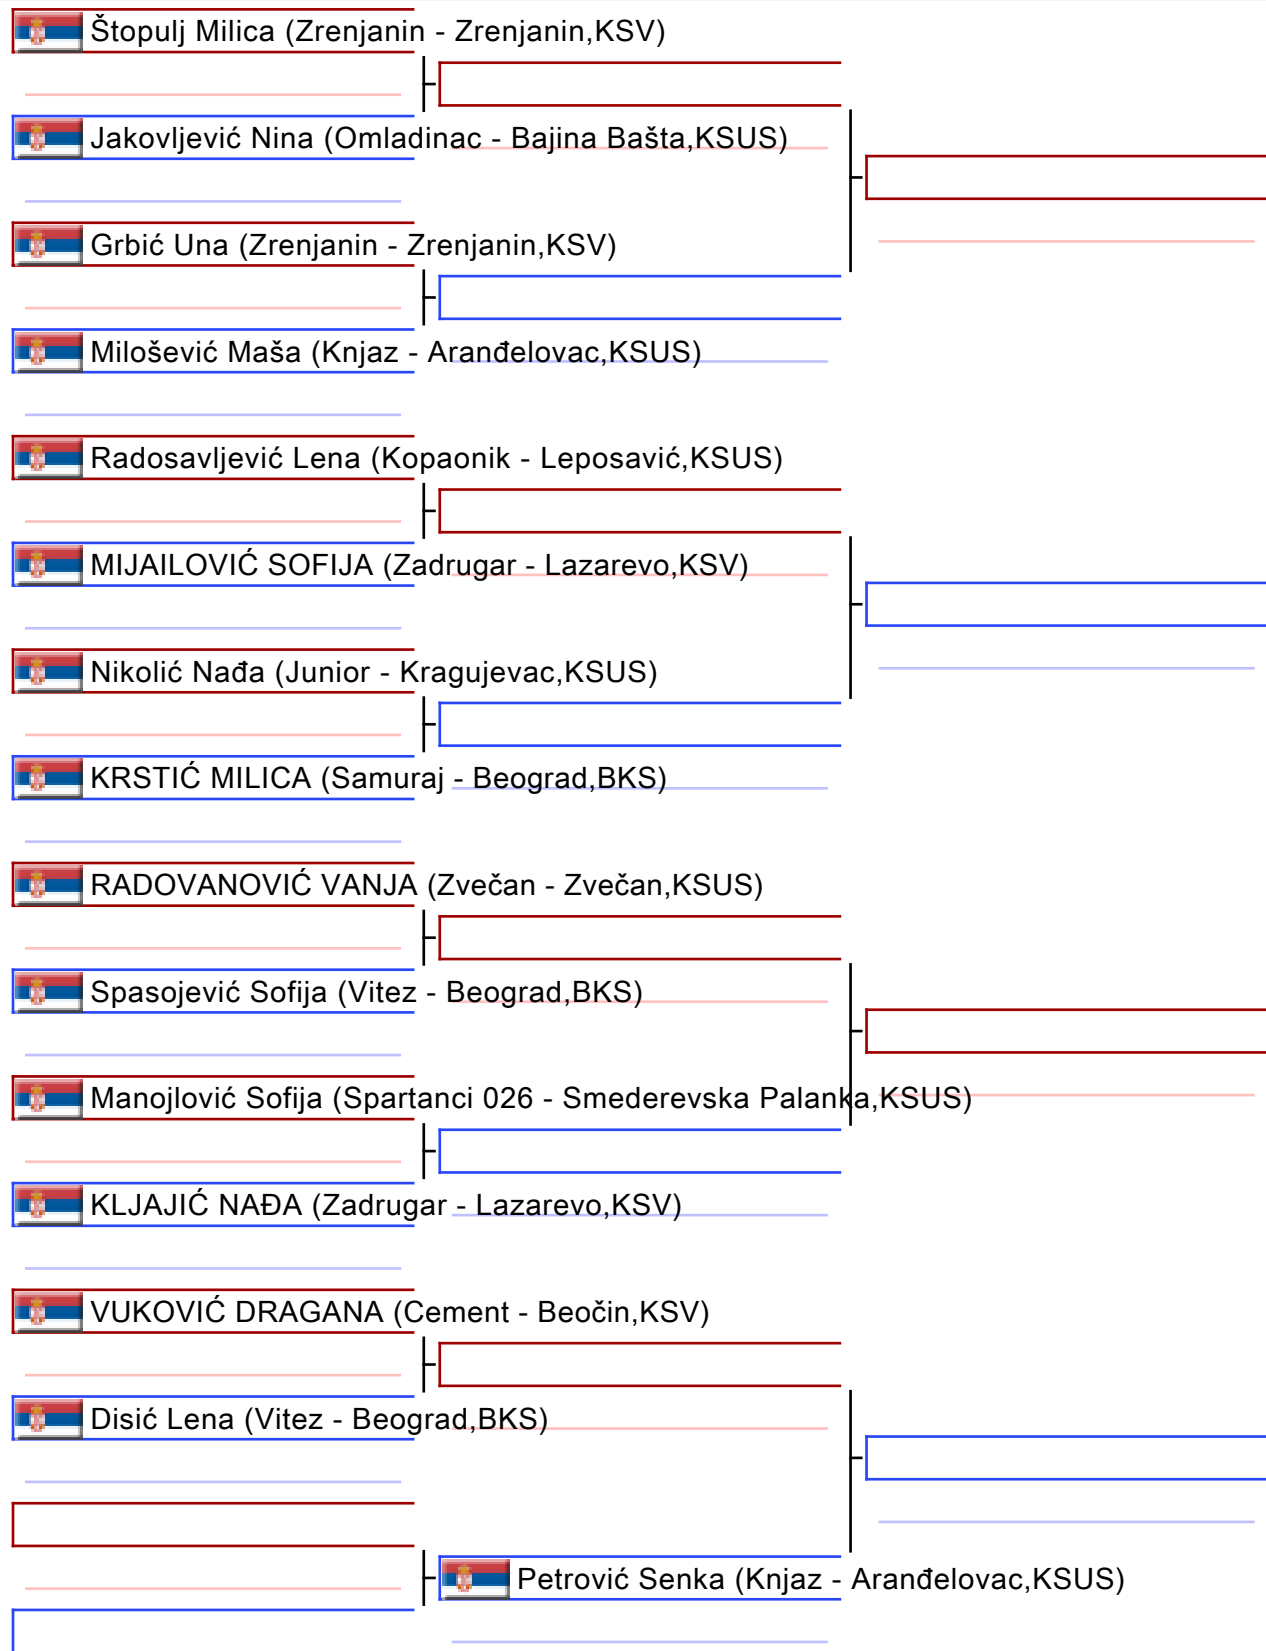 Štopulj Milica (Zrenjanin - Zrenjanin,KSV)
Jakovljević Nina (Omladinac - Bajina Bašta,KSUS)
Grbić Una (Zrenjanin - Zrenjanin,KSV)
Milošević Maša (Knjaz - Aranđelovac,KSUS)
Radosavljević Lena (Kopaonik - Leposavić,KSUS)
MIJAILOVIĆ SOFIJA (Zadrugar - Lazarevo,KSV)
Nikolić Nađa (Junior - Kragujevac,KSUS)
KRSTIĆ MILICA (Samuraj - Beograd,BKS)
RADOVANOVIĆ VANJA (Zvečan - Zvečan,KSUS)
Spasojević Sofija (Vitez - Beograd,BKS)
Manojlović Sofija (Spartanci 026 - Smederevska Palanka,KSUS)
KLJAJIĆ NAĐA (Zadrugar - Lazarevo,KSV)
VUKOVIĆ DRAGANA (Cement - Beočin,KSV)
Disić Lena (Vitez - Beograd,BKS)
Petrović Senka (Knjaz - Aranđelovac,KSUS)